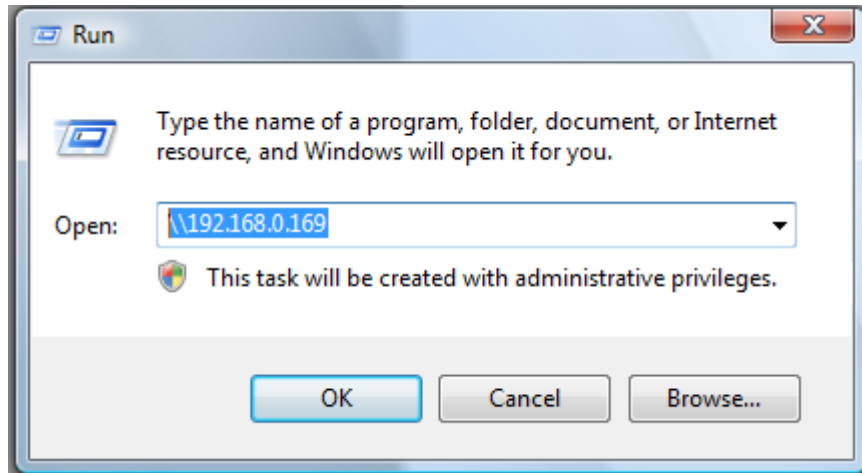 Run
Type the name of a program, folder, document, or Internet
resource, and Windows will open it for you.
Open: \\192.168.0.169
This task will be created with administrative privileges.
OK Cancel Browse...